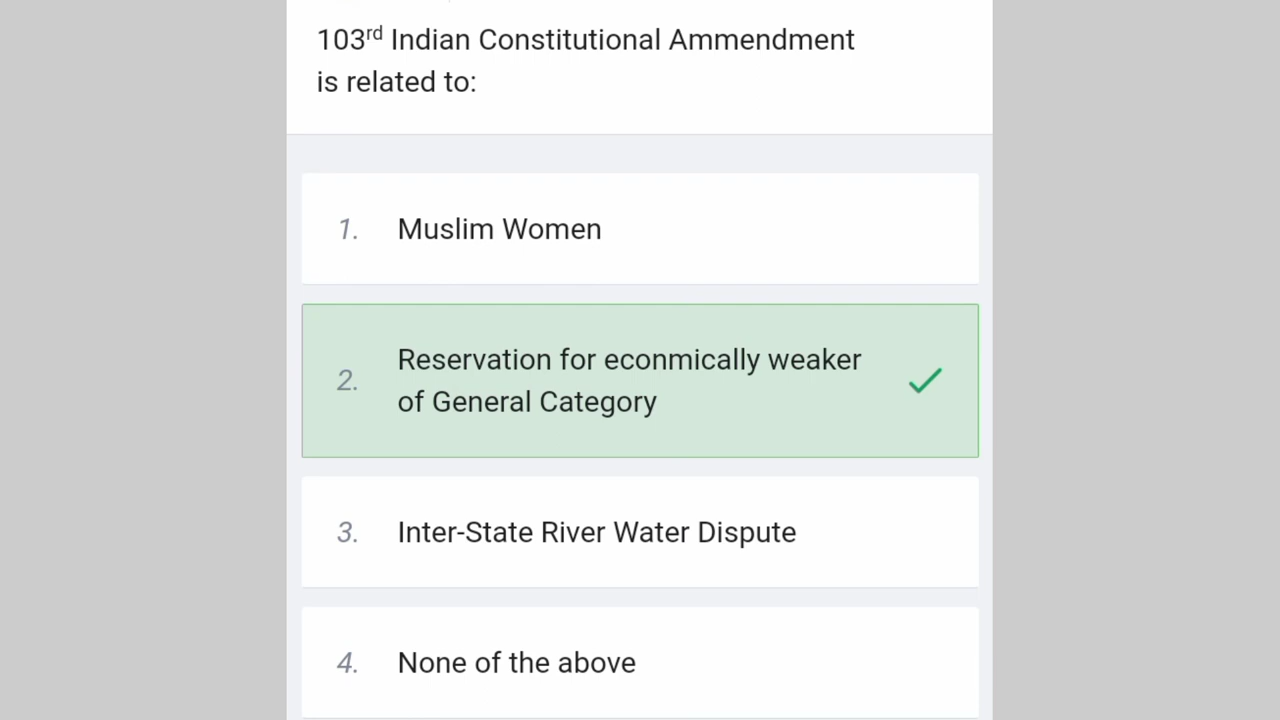 103rd Indian Constitutional Ammendment
is related to:
1. Muslim Women
2. Reservation for econmically weaker
of General Category
3. Inter-State River Water Dispute
4. None of the above